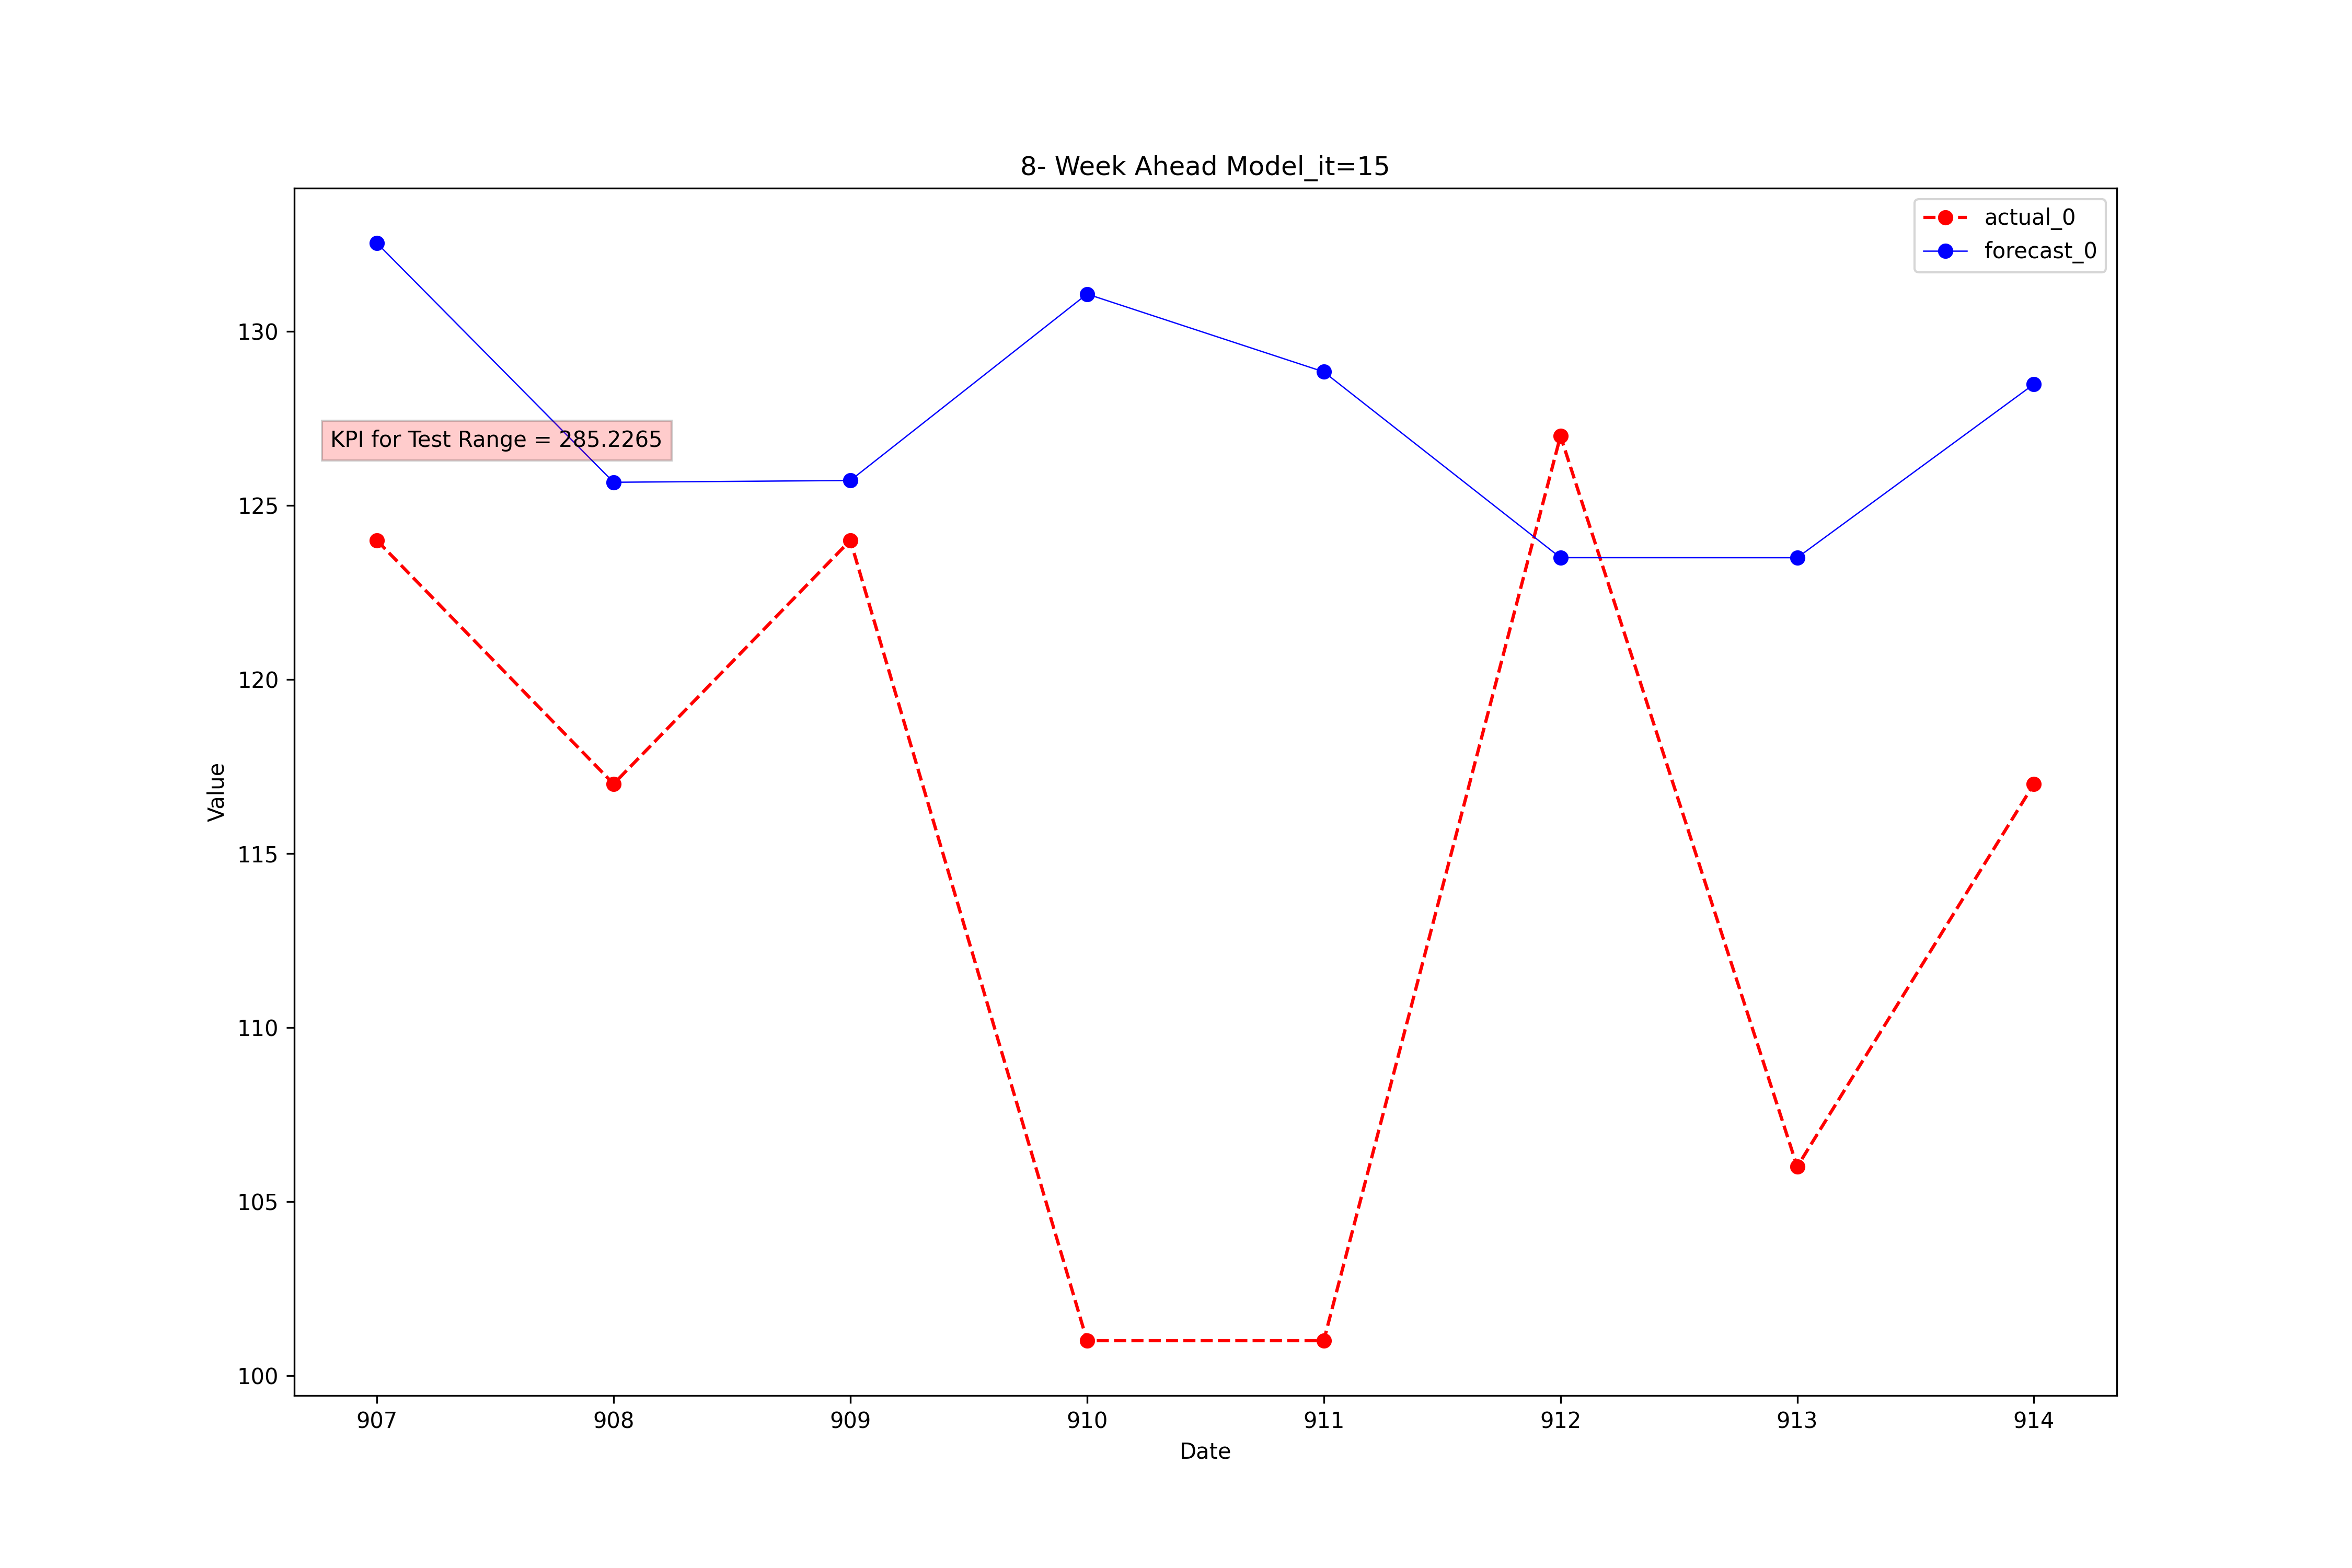 8- Week Ahead Model_it=15
actual_0
forecast_0
KPI for Test Range = 285.2265
130
125
120
115
110
105
100
Value
907 908 909 910 911 912 913 914
Date